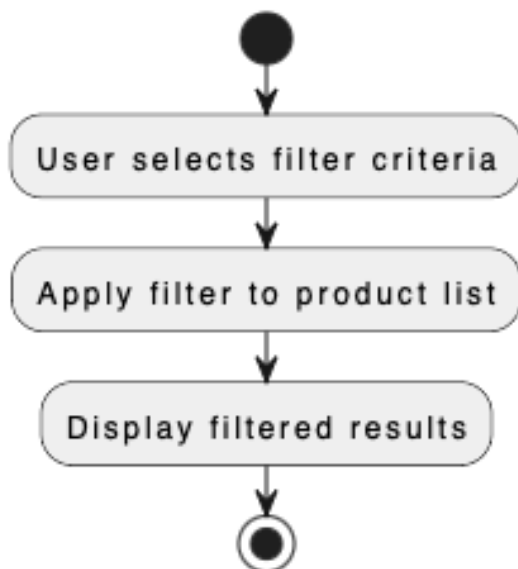 User selects filter criteria
Apply filter to product list
Display filtered results